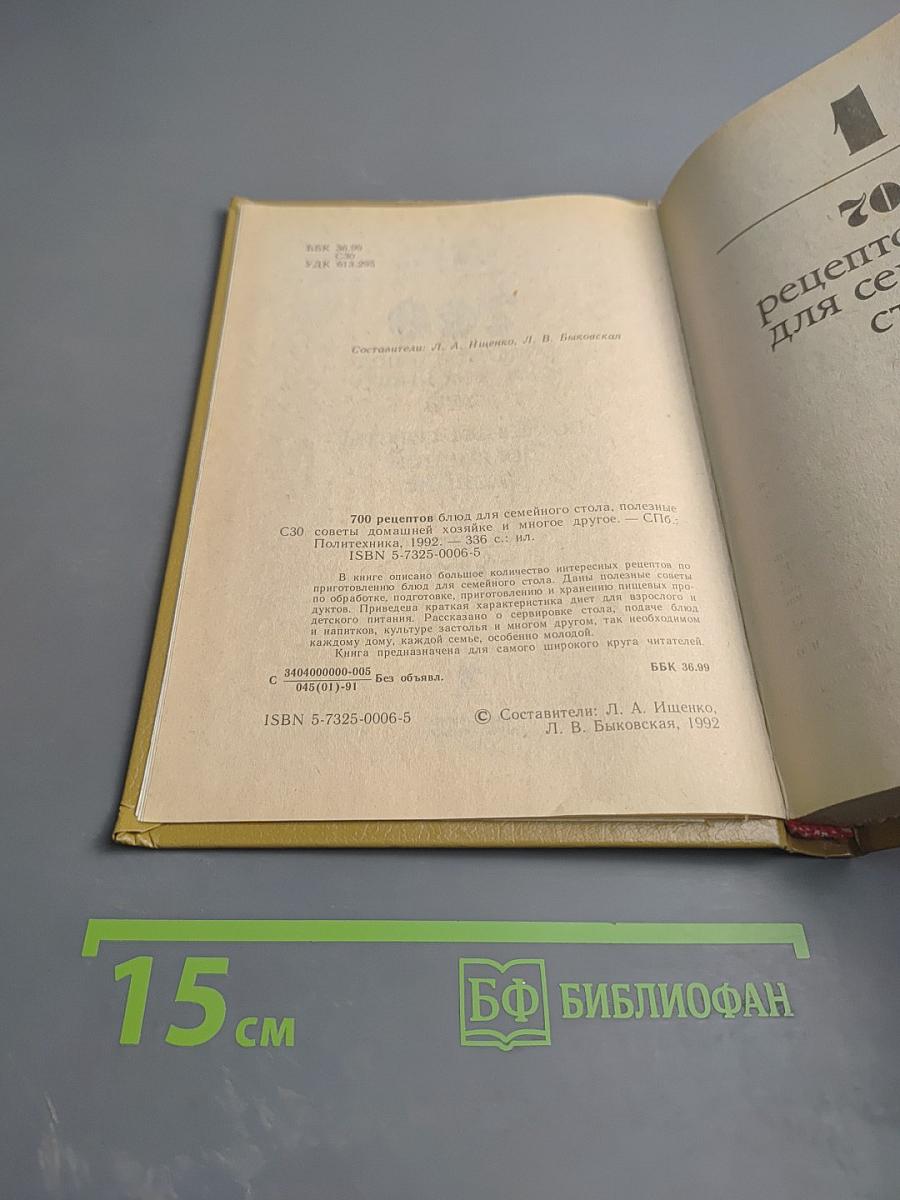 ББК 36.99
С30
УДК 613.295
Составители: Л. А. Ищенко, Л. В. Быковская
700 рецептов блюд для семейного стола, полезные
С30 советы домашней хозяйке и многое другое. — СПб.:
Политехника, 1992. — 336 с.: ил.
ISBN 5-7325-0006-5
В книге описано большое количество интересных рецептов по
приготовлению блюд для семейного стола. Даны полезные советы
по обработке, подготовке, приготовлению и хранению пищевых про-
дуктов. Приведена краткая характеристика диет для взрослого и
детского питания. Рассказано о сервировке стола, подаче блюд
и напитков, культуре застолья и многом другом, так необходимом
каждому дому, каждой семье, особенно молодой.
Книга предназначена для самого широкого круга читателей.
С 3404000000-005
045(01)-91 Без объявл.
ББК 36.99
ISBN 5-7325-0006-5
© Составители: Л. А. Ищенко,
Л. В. Быковская, 1992
1
70
рецепто
для се
ст
15 см
БФ БИБЛИОФАН